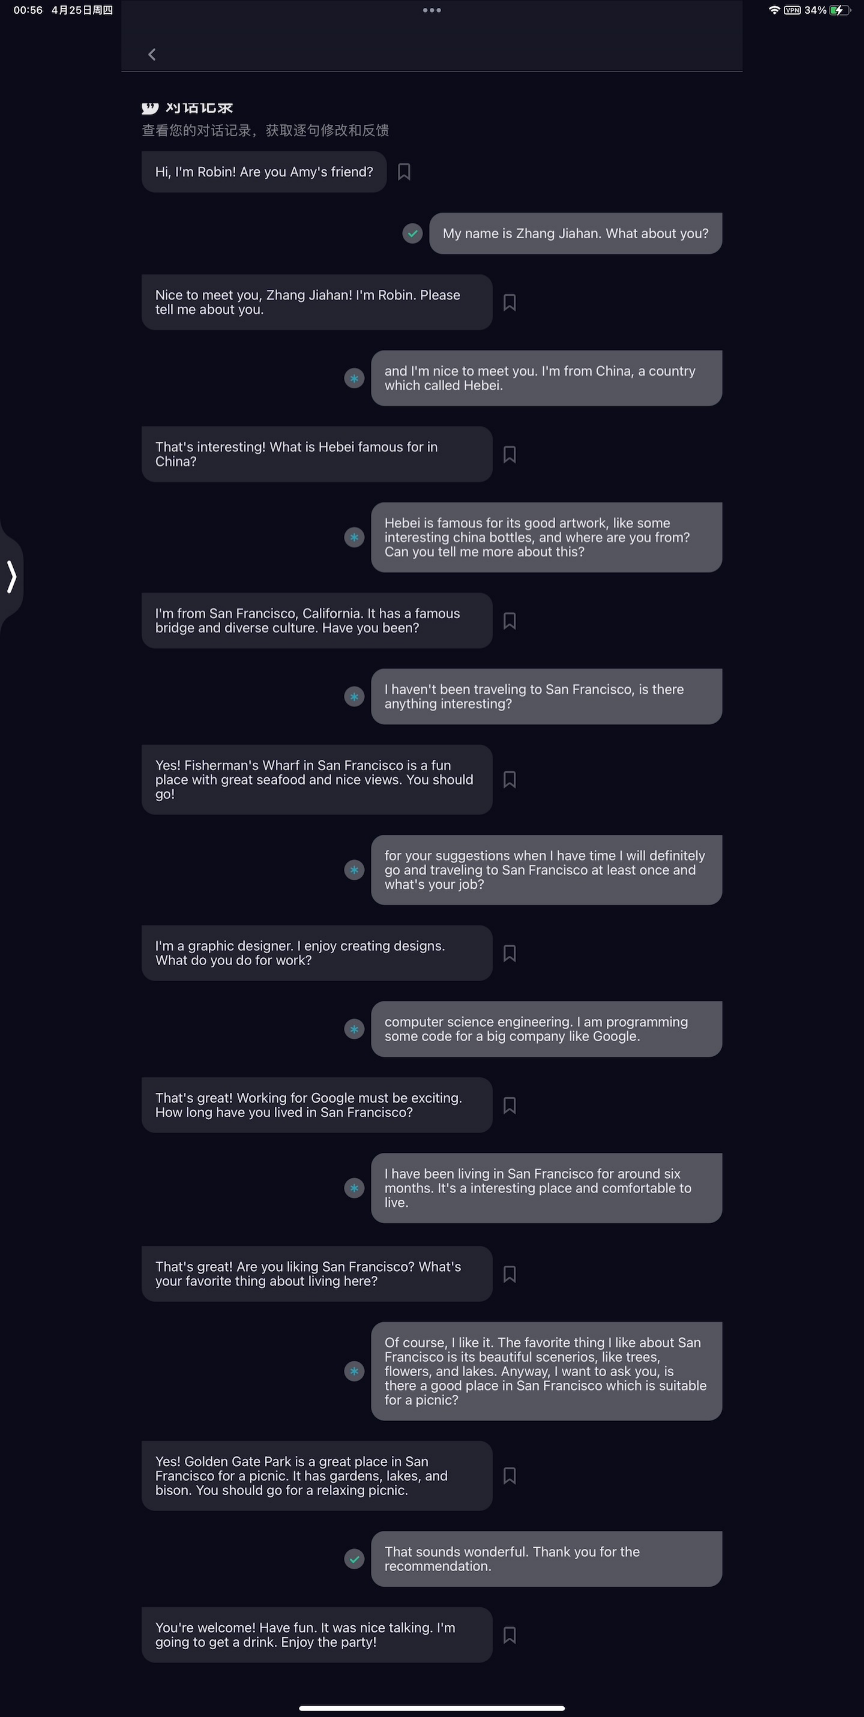 00:56 4月25日周四
VPN 34%
对话记录
查看您的对话记录，获取逐句修改和反馈
Hi, I'm Robin! Are you Amy's friend?
My name is Zhang Jiahan. What about you?
Nice to meet you, Zhang Jiahan! I'm Robin. Please
tell me about you.
and I'm nice to meet you. I'm from China, a country
which called Hebei.
That's interesting! What is Hebei famous for in
China?
Hebei is famous for its good artwork, like some
interesting china bottles, and where are you from?
Can you tell me more about this?
I'm from San Francisco, California. It has a famous
bridge and diverse culture. Have you been?
I haven't been traveling to San Francisco, is there
anything interesting?
Yes! Fisherman's Wharf in San Francisco is a fun
place with great seafood and nice views. You should
go!
for your suggestions when I have time I will definitely
go and traveling to San Francisco at least once and
what's your job?
I'm a graphic designer. I enjoy creating designs.
What do you do for work?
computer science engineering. I am programming
some code for a big company like Google.
That's great! Working for Google must be exciting.
How long have you lived in San Francisco?
I have been living in San Francisco for around six
months. It's a interesting place and comfortable to
live.
That's great! Are you liking San Francisco? What's
your favorite thing about living here?
Of course, I like it. The favorite thing I like about San
Francisco is its beautiful scenerios, like trees,
flowers, and lakes. Anyway, I want to ask you, is
there a good place in San Francisco which is suitable
for a picnic?
Yes! Golden Gate Park is a great place in San
Francisco for a picnic. It has gardens, lakes, and
bison. You should go for a relaxing picnic.
That sounds wonderful. Thank you for the
recommendation.
You're welcome! Have fun. It was nice talking. I'm
going to get a drink. Enjoy the party!